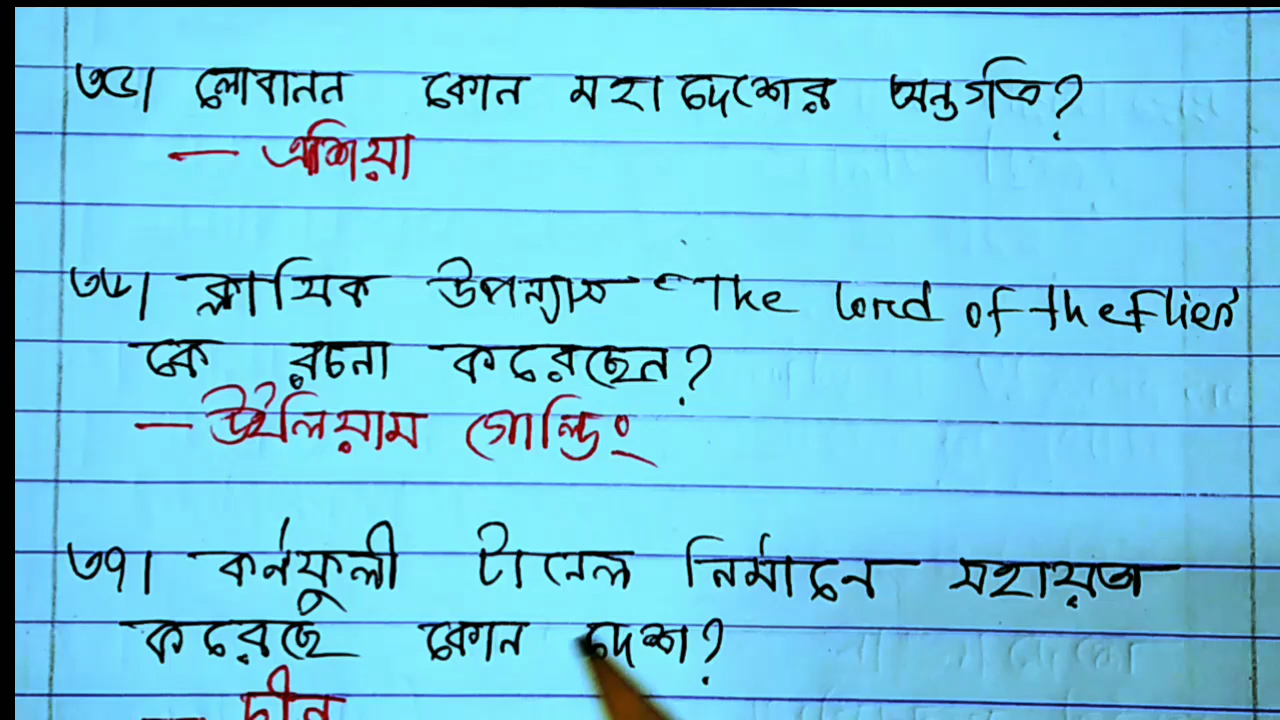 ৩৫। লোবানন কোন মহাদেশের অন্তর্গত?
— এশিয়া
৩৬। ক্লাসিক উপন্যাস "The lord of the Flies'
কে রচনা করেছেন?
— উইলিয়াম গোল্ডিং
৩৭। কর্নফুলী টানেল নির্মানে সহায়তা
করেছে কোন দেশ?
— চীন